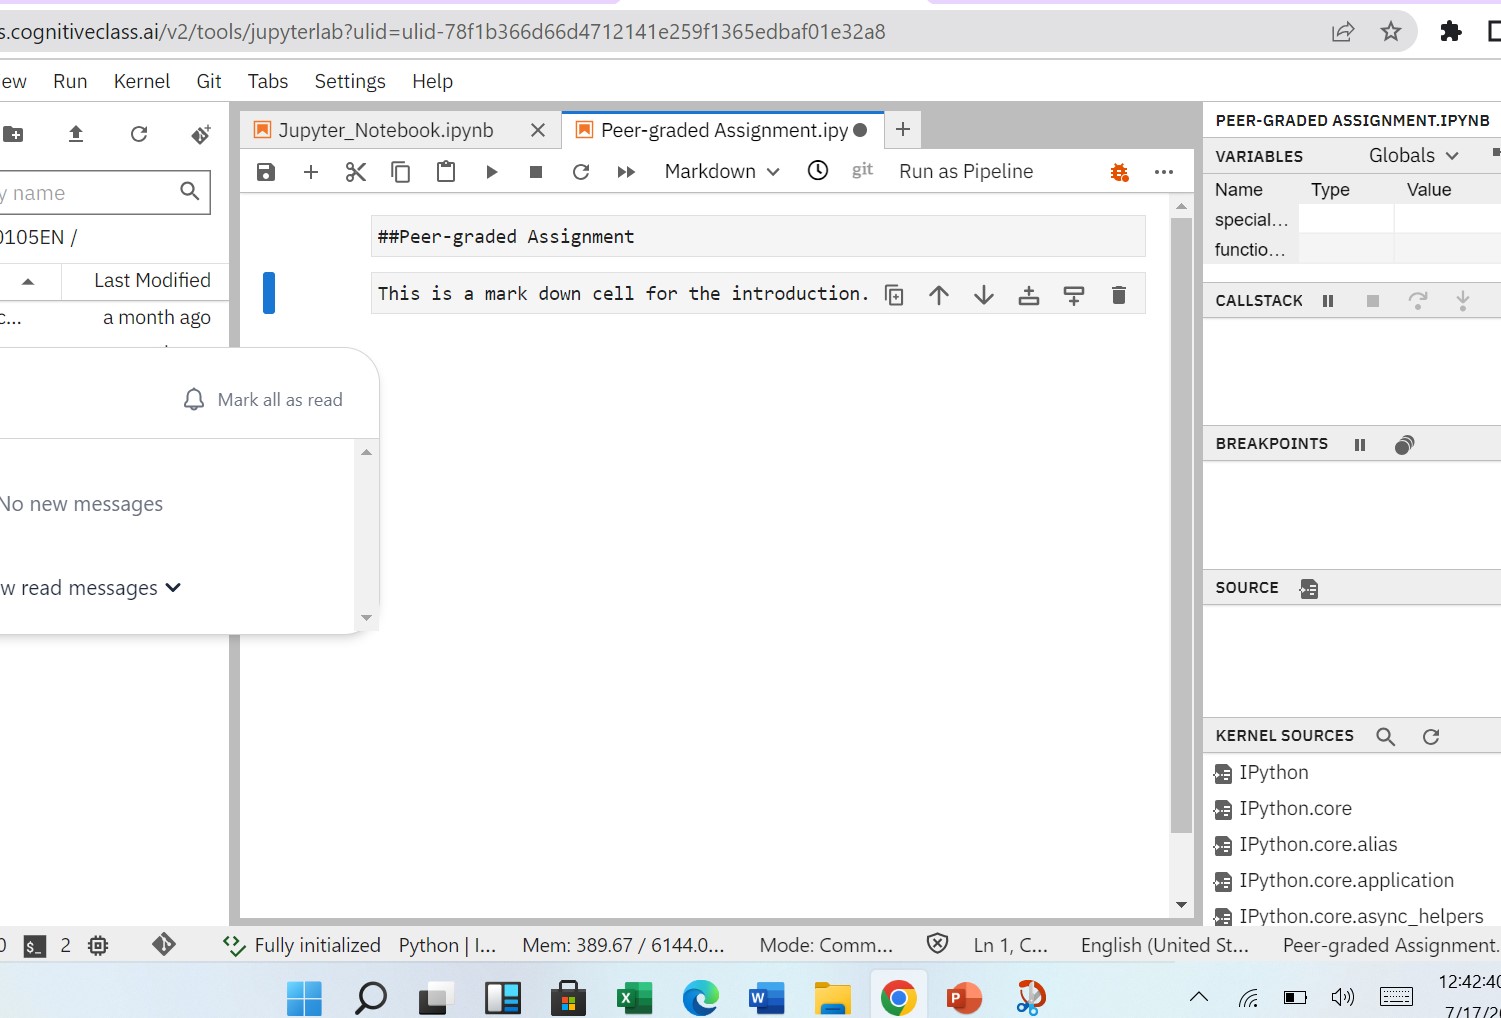 s.cognitiveclass.ai/v2/tools/jupyterlab?ulid=ulid-78f1b366d66d4712141e259f1365edbaf01e32a8
ew Run Kernel Git Tabs Settings Help
Jupyter_Notebook.ipynb
Peer-graded Assignment.ipy
PEER-GRADED ASSIGNMENT.IPYNB
Markdown
git
Run as Pipeline
VARIABLES
Globals
y name
Name Type Value
special...
functio...
0105EN /
##Peer-graded Assignment
Last Modified
This is a mark down cell for the introduction.
CALLSTACK
c... a month ago
Mark all as read
BREAKPOINTS
No new messages
w read messages
SOURCE
KERNEL SOURCES
IPython
IPython.core
IPython.core.alias
IPython.core.application
IPython.core.async_helpers
0 $_ 2 Fully initialized Python | I... Mem: 389.67 / 6144.0... Mode: Comm... Ln 1, C... English (United St... Peer-graded Assignment.
12:42:40
7/17/20